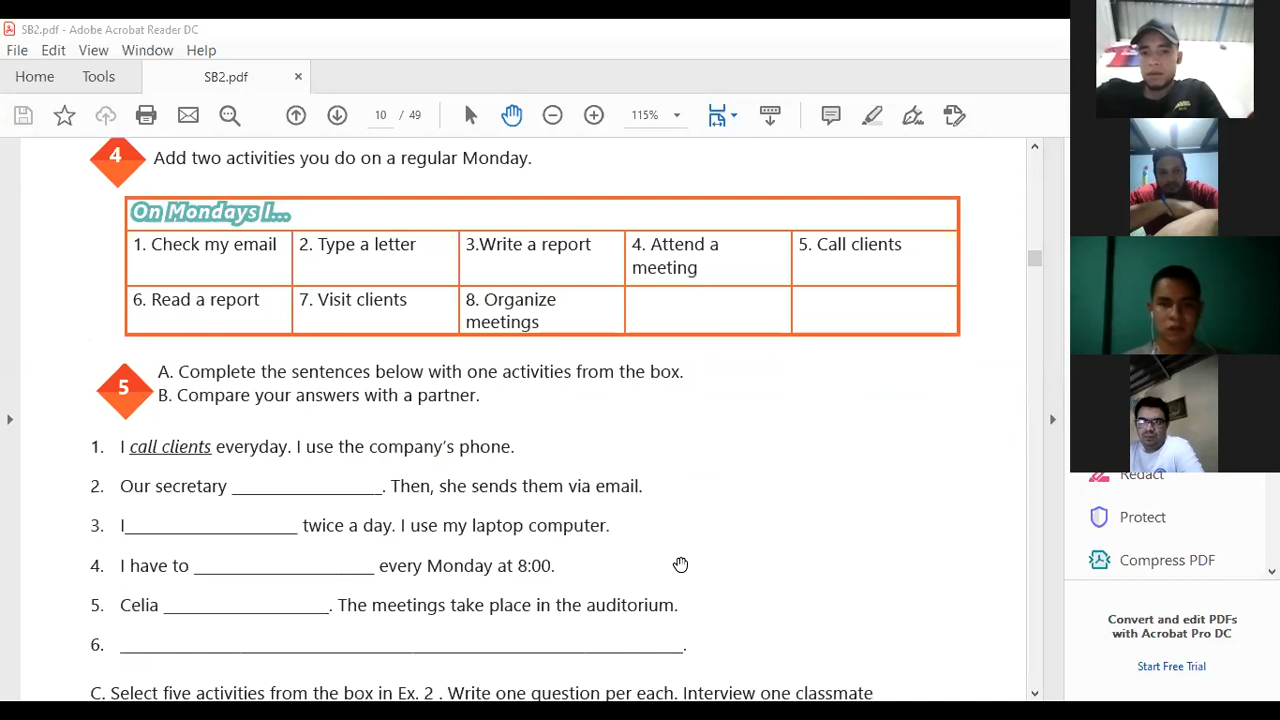 SB2.pdf - Adobe Acrobat Reader DC
File Edit View Window Help
Home Tools SB2.pdf ×
10 / 49 115%
4 Add two activities you do on a regular Monday.
On Mondays I...
1. Check my email 2. Type a letter 3.Write a report 4. Attend a meeting 5. Call clients
6. Read a report 7. Visit clients 8. Organize meetings
5 A. Complete the sentences below with one activities from the box.
B. Compare your answers with a partner.
1. I call clients everyday. I use the company's phone.
2. Our secretary ________________. Then, she sends them via email.
3. I__________________ twice a day. I use my laptop computer.
4. I have to ___________________ every Monday at 8:00.
5. Celia _________________. The meetings take place in the auditorium.
6. ___________________________________________________________.
C. Select five activities from the box in Ex. 2 . Write one question per each. Interview one classmate
Redact
Protect
Compress PDF
Convert and edit PDFs
with Acrobat Pro DC
Start Free Trial